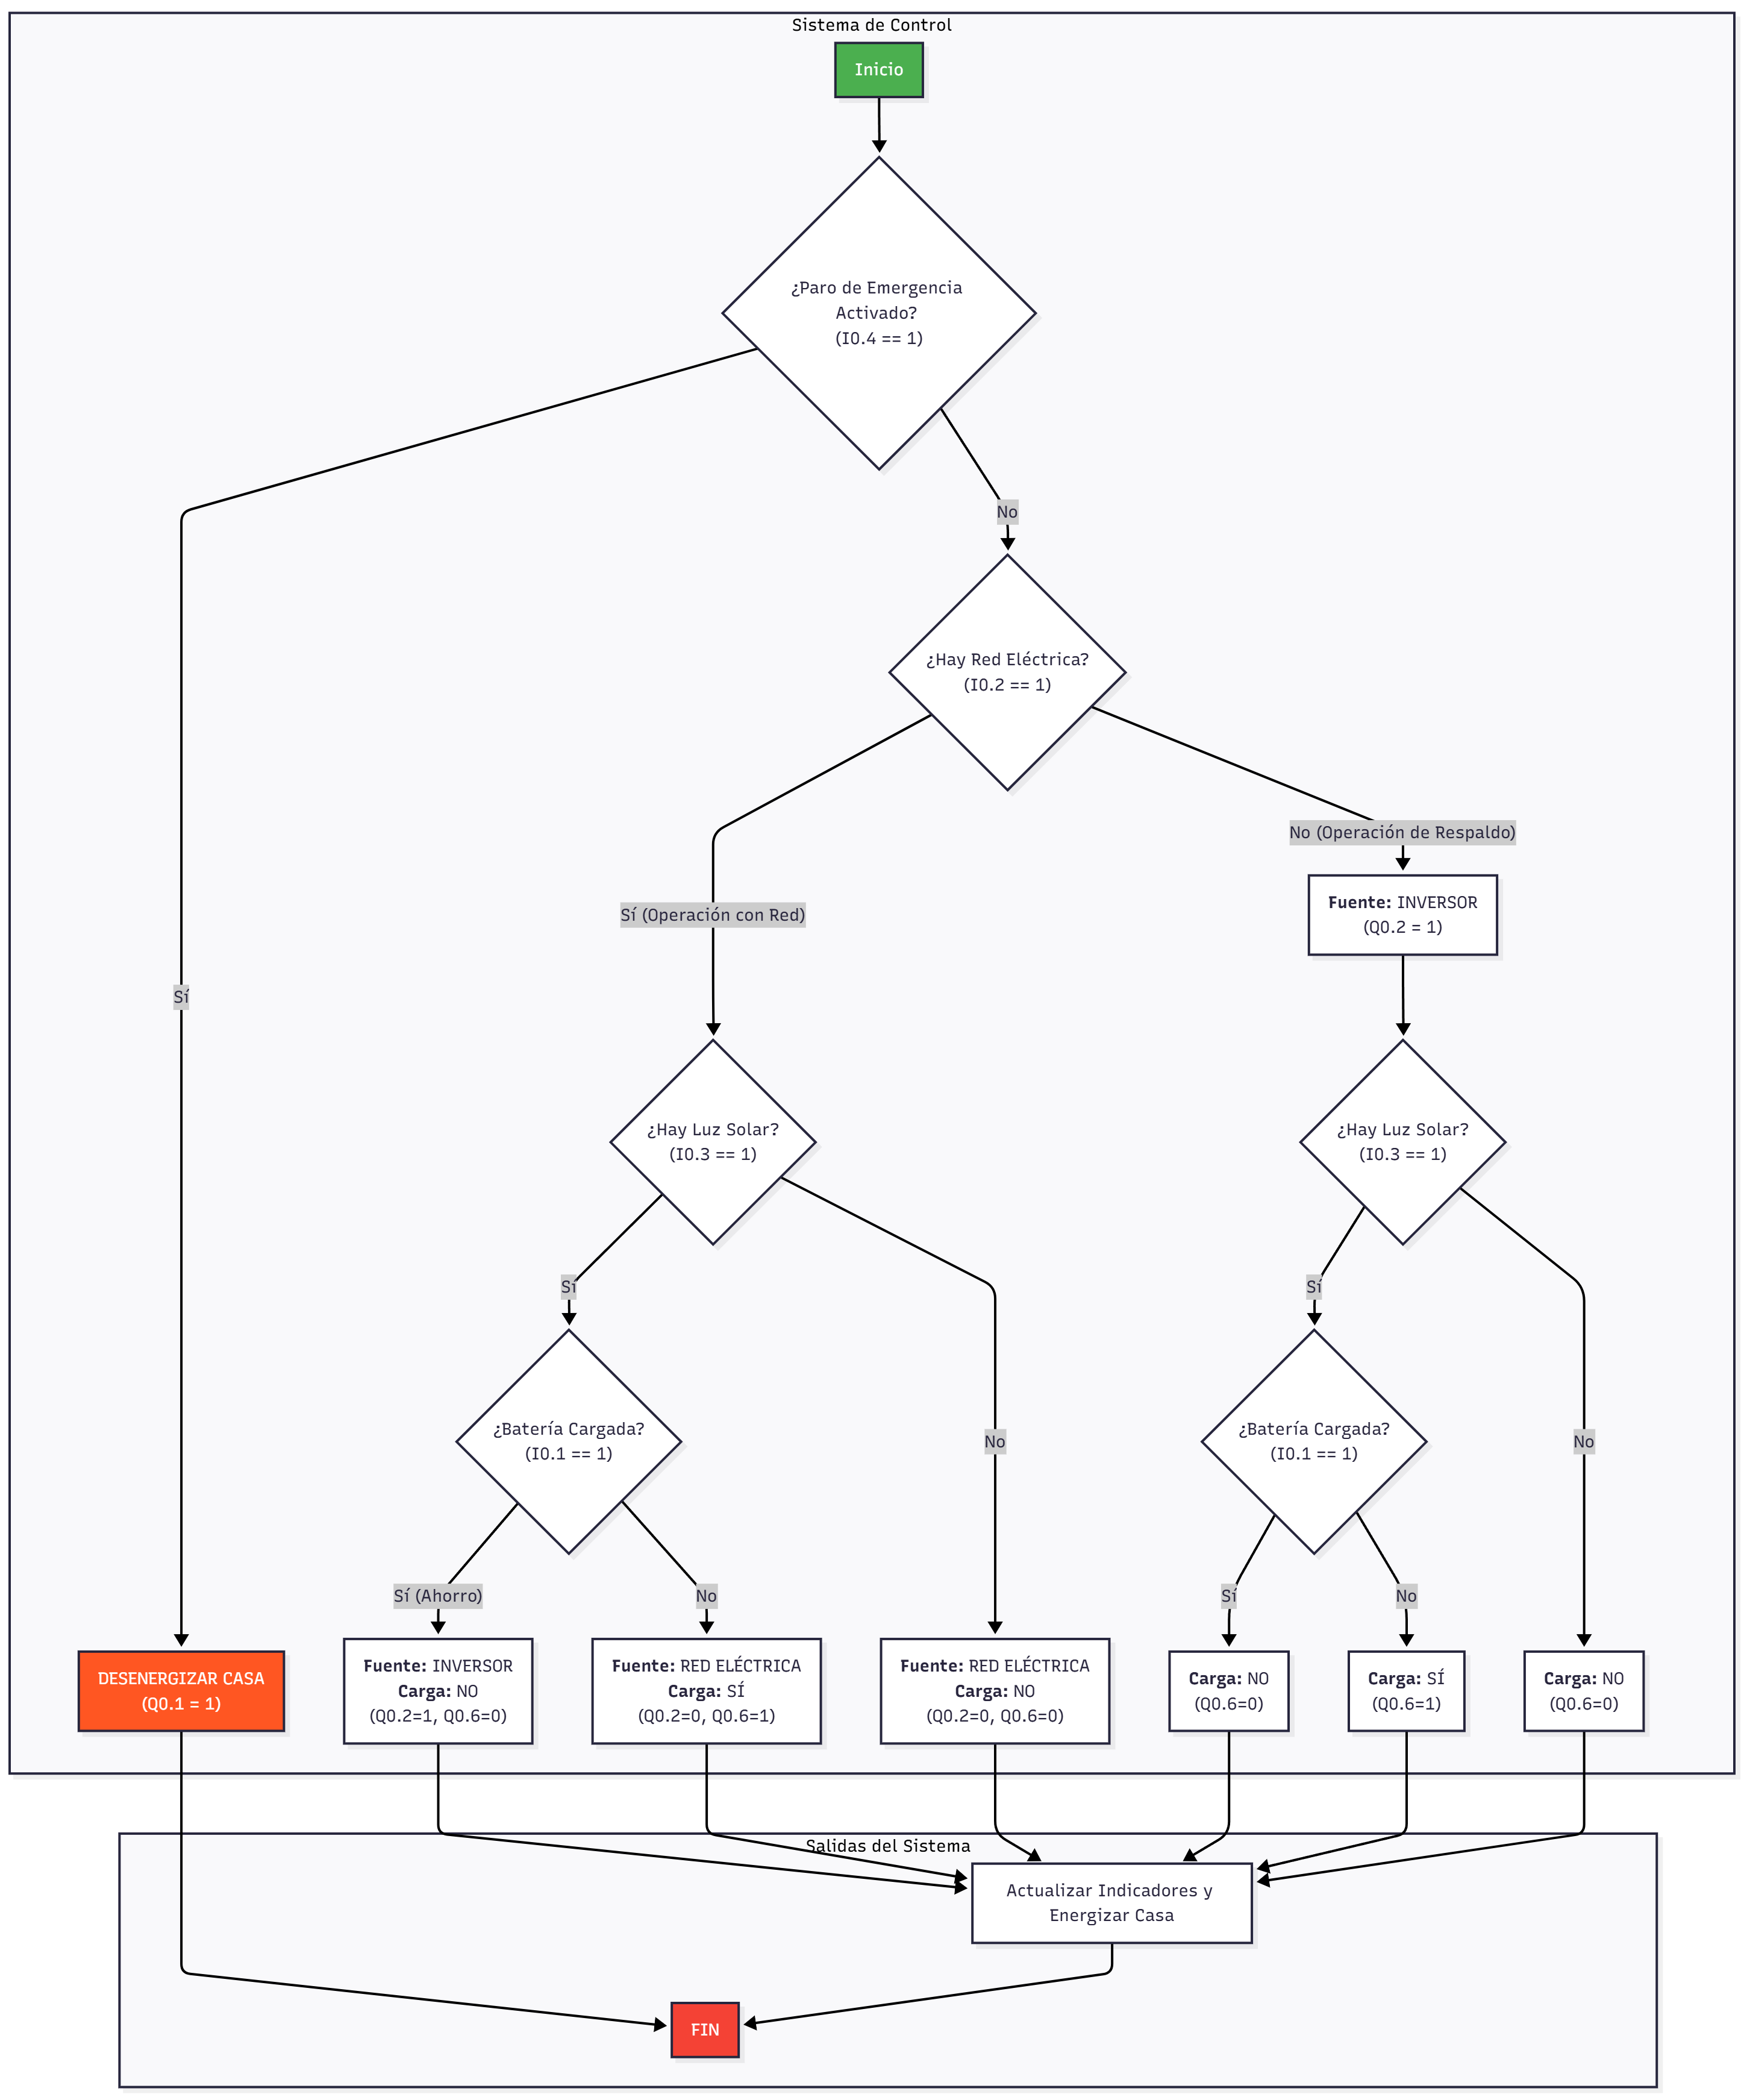 Sistema de Control
Inicio
¿Paro de Emergencia
Activado?
(I0.4 == 1)
No
¿Hay Red Eléctrica?
(I0.2 == 1)
No (Operación de Respaldo)
Sí (Operación con Red)
Fuente: INVERSOR
(Q0.2 = 1)
Sí
¿Hay Luz Solar?
(I0.3 == 1)
¿Hay Luz Solar?
(I0.3 == 1)
Sí
Sí
¿Batería Cargada?
(I0.1 == 1)
No
¿Batería Cargada?
(I0.1 == 1)
No
Sí (Ahorro)
No
Sí
No
DESENERGIZAR CASA
(Q0.1 = 1)
Fuente: INVERSOR
Carga: NO
(Q0.2=1, Q0.6=0)
Fuente: RED ELÉCTRICA
Carga: SÍ
(Q0.2=0, Q0.6=1)
Fuente: RED ELÉCTRICA
Carga: NO
(Q0.2=0, Q0.6=0)
Carga: NO
(Q0.6=0)
Carga: SÍ
(Q0.6=1)
Carga: NO
(Q0.6=0)
Salidas del Sistema
Actualizar Indicadores y
Energizar Casa
FIN